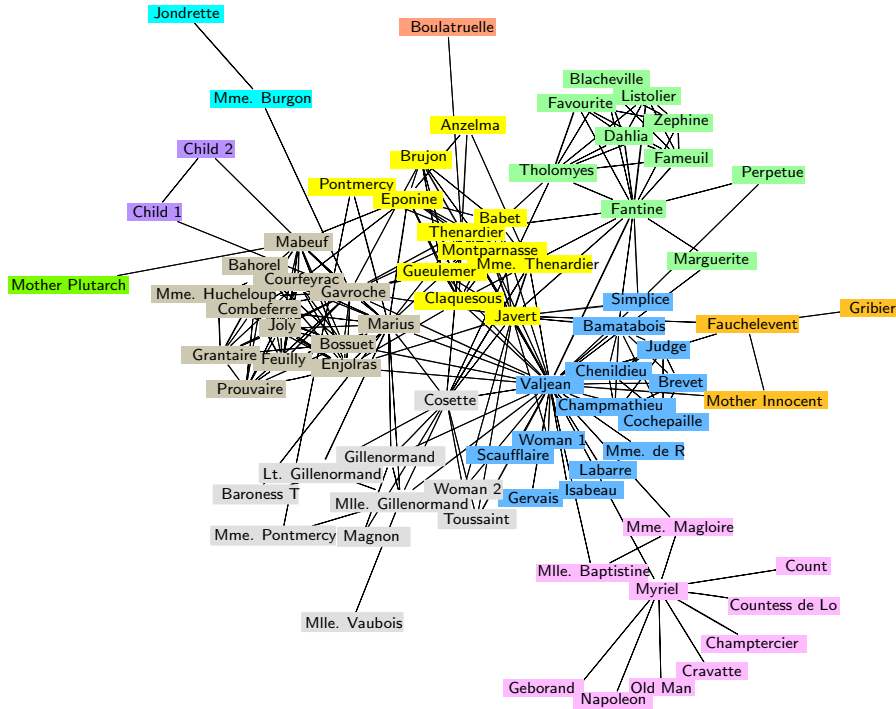 Jondrette
Boulatruelle
Blacheville
Mme. Burgon
Favourite
Listolier
Anzelma
Zephine
Dahlia
Child 2
Brujon
Fameuil
Tholomyes
Perpetue
Pontmercy
Eponine
Child 1
Babet
Fantine
Thenardier
Mabeuf
Montparnasse
Bahorel
Gueulemer
Mme. Thenardier
Marguerite
Mother Plutarch
Courfeyrac
Mme. Hucheloup
Gavroche
Claquesous
Simplice
Combeferre
Gribier
Javert
Joly
Marius
Bamatabois
Fauchelevent
Bossuet
Judge
Grantaire
Feuilly
Enjolras
Chenildieu
Prouvaire
Valjean
Brevet
Cosette
Champmathieu
Mother Innocent
Cochepaille
Woman 1
Gillenormand
Scaufflaire
Mme. de R
Lt. Gillenormand
Labarre
Baroness T
Woman 2
Isabeau
Mlle. Gillenormand
Gervais
Toussaint
Mme. Pontmercy
Magnon
Mme. Magloire
Mlle. Baptistine
Count
Myriel
Countess de Lo
Mlle. Vaubois
Champtercier
Cravatte
Geborand
Old Man
Napoleon